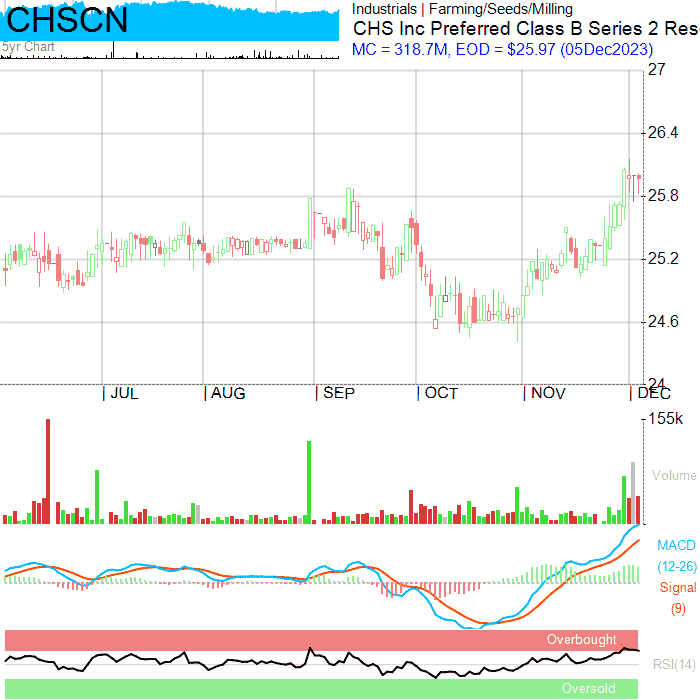 CHSCN
5yr Chart
Industrials | Farming/Seeds/Milling
CHS Inc Preferred Class B Series 2 Res
MC = 318.7M, EOD = $25.97 (05Dec2023)
27
26.4
25.8
25.2
24.6
24
| JUL | AUG | SEP | OCT | NOV | DEC
155k
Volume
MACD
(12-26)
Signal
(9)
Overbought
RSI(14)
Oversold